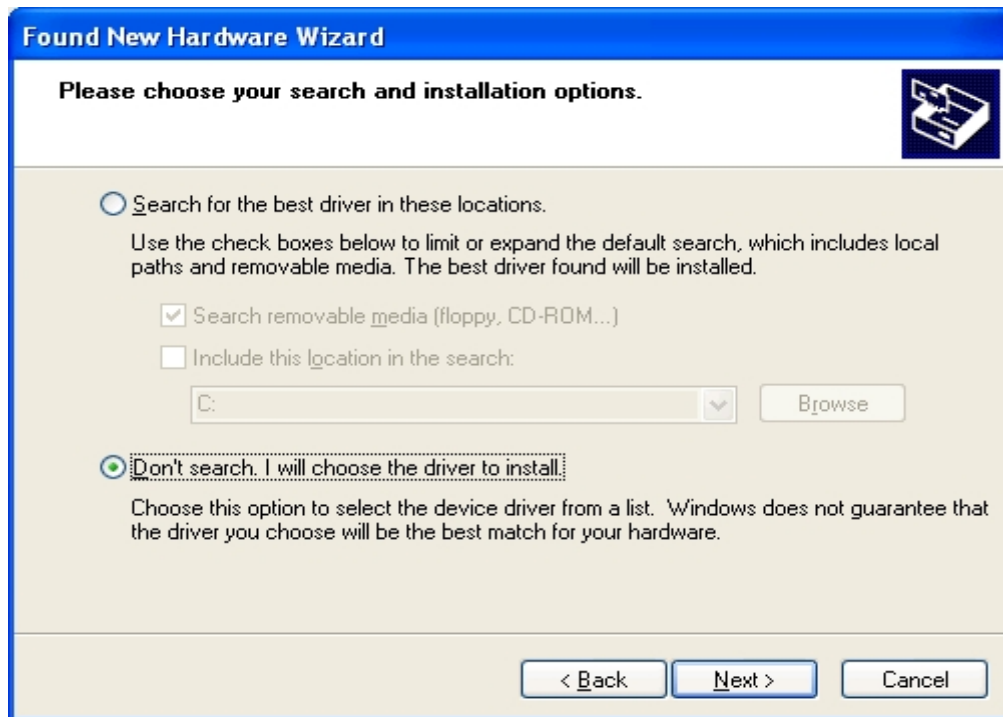 Found New Hardware Wizard
Please choose your search and installation options.
Search for the best driver in these locations.
Use the check boxes below to limit or expand the default search, which includes local
paths and removable media. The best driver found will be installed.
Search removable media (floppy, CD-ROM...)
Include this location in the search:
C:
Browse
Don't search. I will choose the driver to install.
Choose this option to select the device driver from a list. Windows does not guarantee that
the driver you choose will be the best match for your hardware.
< Back
Next >
Cancel